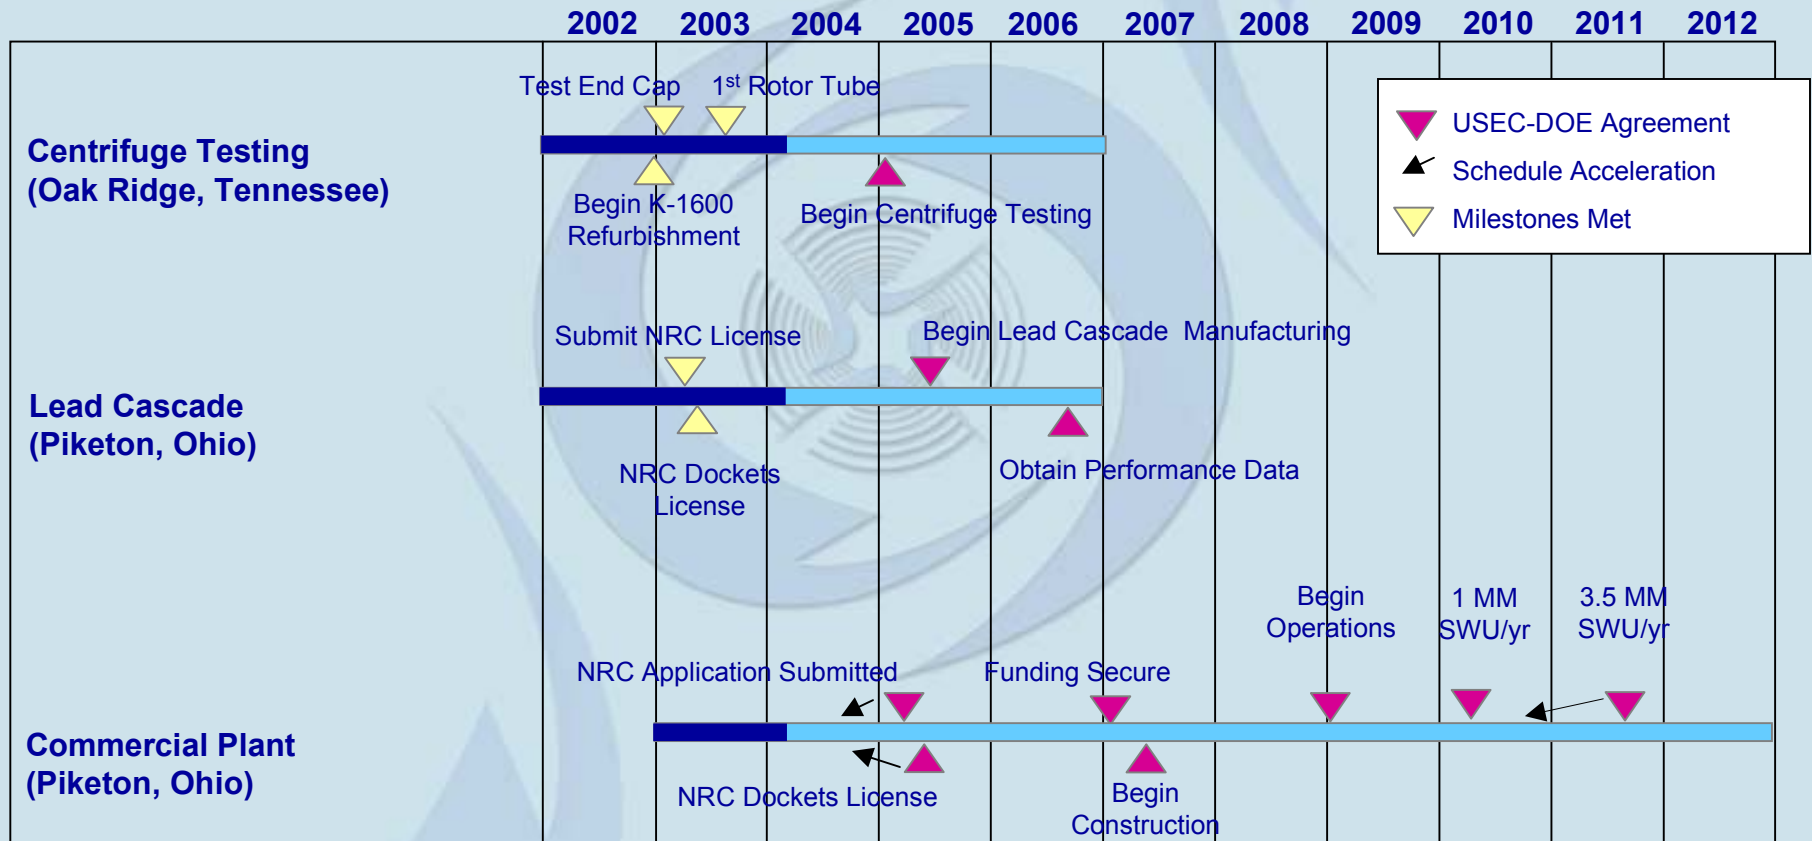 2002 2003 2004 2005 2006 2007 2008 2009 2010 2011 2012
Test End Cap 1st Rotor Tube
Centrifuge Testing
(Oak Ridge, Tennessee)
Begin K-1600
Refurbishment
Begin Centrifuge Testing
USEC-DOE Agreement
Schedule Acceleration
Milestones Met
Submit NRC License
Begin Lead Cascade Manufacturing
Lead Cascade
(Piketon, Ohio)
NRC Dockets
License
Obtain Performance Data
Begin
Operations
1 MM
SWU/yr
3.5 MM
SWU/yr
NRC Application Submitted
Funding Secure
Commercial Plant
(Piketon, Ohio)
NRC Dockets License
Begin
Construction